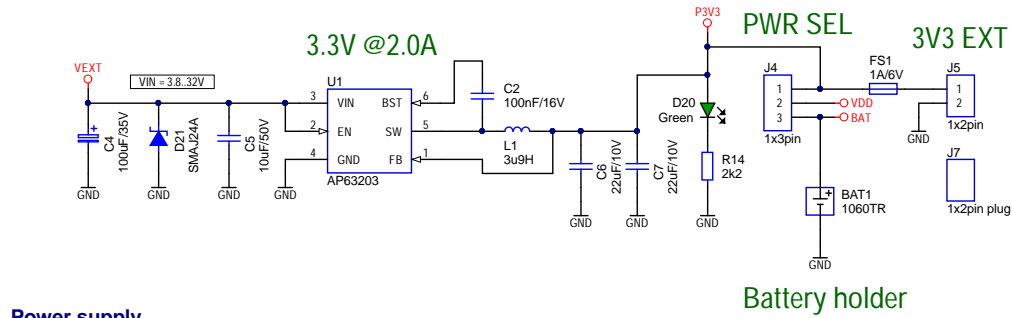 P3V3
PWR SEL
3V3 EXT
3.3V @2.0A
VEXT
VIN = 3.8..32V
U1
C2
100nF/16V
J4
FS1
1A/6V
J5
3 VIN BST 6
2 EN SW 5
4 GND FB 1
AP63203
L1
3u9H
C4
100uF/35V
D21
SMAJ24A
C5
10uF/50V
C6
22uF/10V
C7
22uF/10V
D20
Green
R14
2k2
1
2
3
VDD
BAT
1x3pin
1
2
1x2pin
J7
1x2pin plug
BAT1
1060TR
GND
GND
GND
GND
GND
GND
GND
GND
GND
Battery holder
Power supply